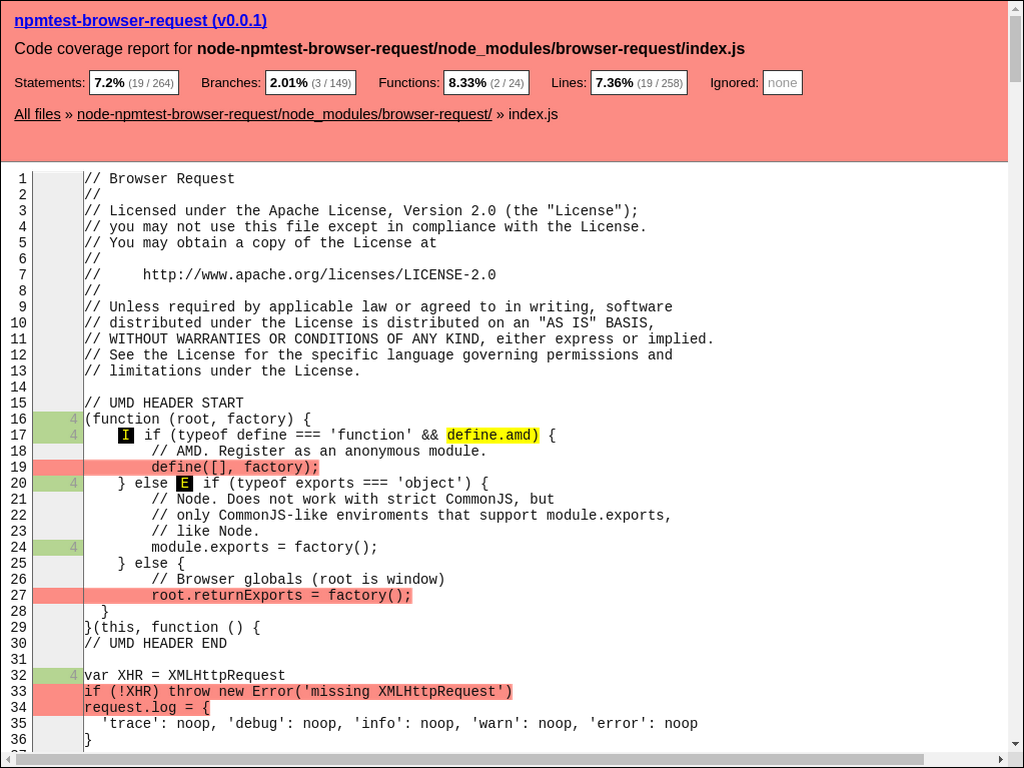 npmtest-browser-request (v0.0.1)
Code coverage report for node-npmtest-browser-request/node_modules/browser-request/index.js
Statements: 7.2% (19 / 264) Branches: 2.01% (3 / 149) Functions: 8.33% (2 / 24) Lines: 7.36% (19 / 258) Ignored: none
All files » node-npmtest-browser-request/node_modules/browser-request/ » index.js
1 // Browser Request
2 //
3 // Licensed under the Apache License, Version 2.0 (the "License");
4 // you may not use this file except in compliance with the License.
5 // You may obtain a copy of the License at
6 //
7 //     http://www.apache.org/licenses/LICENSE-2.0
8 //
9 // Unless required by applicable law or agreed to in writing, software
10 // distributed under the License is distributed on an "AS IS" BASIS,
11 // WITHOUT WARRANTIES OR CONDITIONS OF ANY KIND, either express or implied.
12 // See the License for the specific language governing permissions and
13 // limitations under the License.
14
15 // UMD HEADER START
16 4 (function (root, factory) {
17 4     I if (typeof define === 'function' && define.amd) {
18         // AMD. Register as an anonymous module.
19         define([], factory);
20 4     } else E if (typeof exports === 'object') {
21         // Node. Does not work with strict CommonJS, but
22         // only CommonJS-like enviroments that support module.exports,
23         // like Node.
24 4         module.exports = factory();
25     } else {
26         // Browser globals (root is window)
27         root.returnExports = factory();
28   }
29 }(this, function () {
30 // UMD HEADER END
31
32 4 var XHR = XMLHttpRequest
33 if (!XHR) throw new Error('missing XMLHttpRequest')
34 request.log = {
35   'trace': noop, 'debug': noop, 'info': noop, 'warn': noop, 'error': noop
36 }